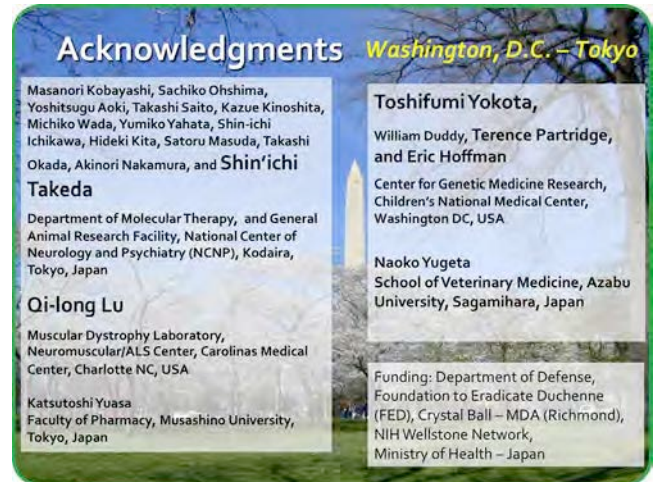 Acknowledgments
Washington, D.C. – Tokyo
Masanori Kobayashi, Sachiko Ohshima,
Yoshitsugu Aoki, Takashi Saito, Kazue Kinoshita,
Michiko Wada, Yumiko Yahata, Shin-ichi
Ichikawa, Hideki Kita, Satoru Masuda, Takashi
Okada, Akinori Nakamura, and Shin'ichi
Takeda
Department of Molecular Therapy, and General
Animal Research Facility, National Center of
Neurology and Psychiatry (NCNP), Kodaira,
Tokyo, Japan
Qi-long Lu
Muscular Dystrophy Laboratory,
Neuromuscular/ALS Center, Carolinas Medical
Center, Charlotte NC, USA
Katsutoshi Yuasa
Faculty of Pharmacy, Musashino University,
Tokyo, Japan
Toshifumi Yokota,
William Duddy, Terence Partridge,
and Eric Hoffman
Center for Genetic Medicine Research,
Children's National Medical Center,
Washington DC, USA
Naoko Yugeta
School of Veterinary Medicine, Azabu
University, Sagamihara, Japan
Funding: Department of Defense,
Foundation to Eradicate Duchenne
(FED), Crystal Ball – MDA (Richmond),
NIH Wellstone Network,
Ministry of Health – Japan